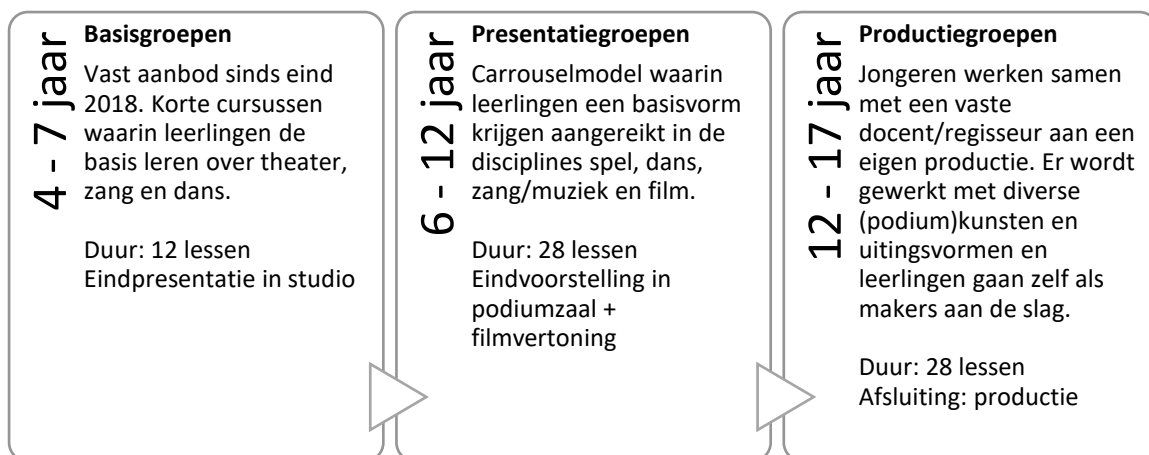 4 - 7 jaar
Basisgroepen
Vast aanbod sinds eind
2018. Korte cursussen
waarin leerlingen de
basis leren over theater,
zang en dans.
Duur: 12 lessen
Eindpresentatie in studio
6 - 12 jaar
Presentatiegroepen
Carrouselmodel waarin
leerlingen een basisvorm
krijgen aangereikt in de
disciplines spel, dans,
zang/muziek en film.
Duur: 28 lessen
Eindvoorstelling in
podiumzaal +
filmvertoning
12 - 17 jaar
Productiegroepen
Jongeren werken samen
met een vaste
docent/regisseur aan een
eigen productie. Er wordt
gewerkt met diverse
(podium)kunsten en
uitingsvormen en
leerlingen gaan zelf als
makers aan de slag.
Duur: 28 lessen
Afsluiting: productie